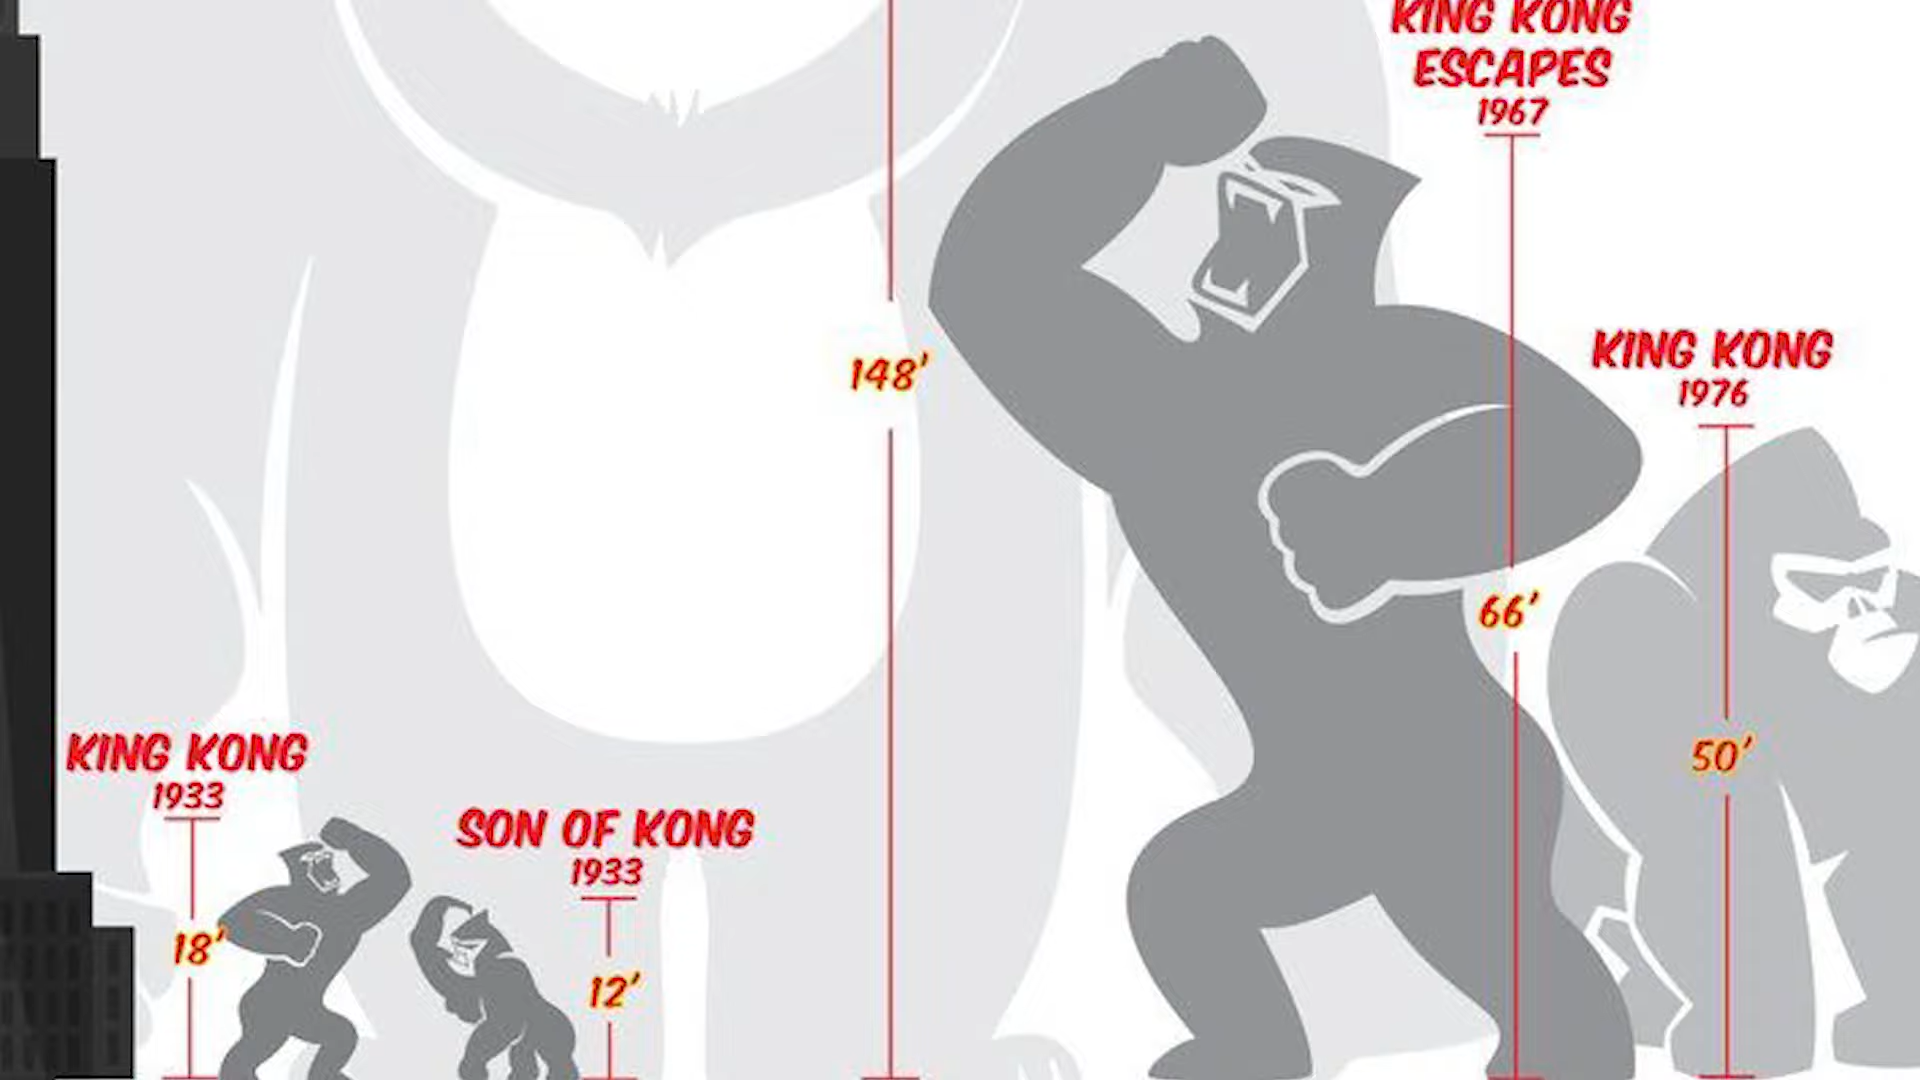 KING KONG
ESCAPES
1967
148'
KING KONG
1976
66'
50'
KING KONG
1933
18'
SON OF KONG
1933
12'